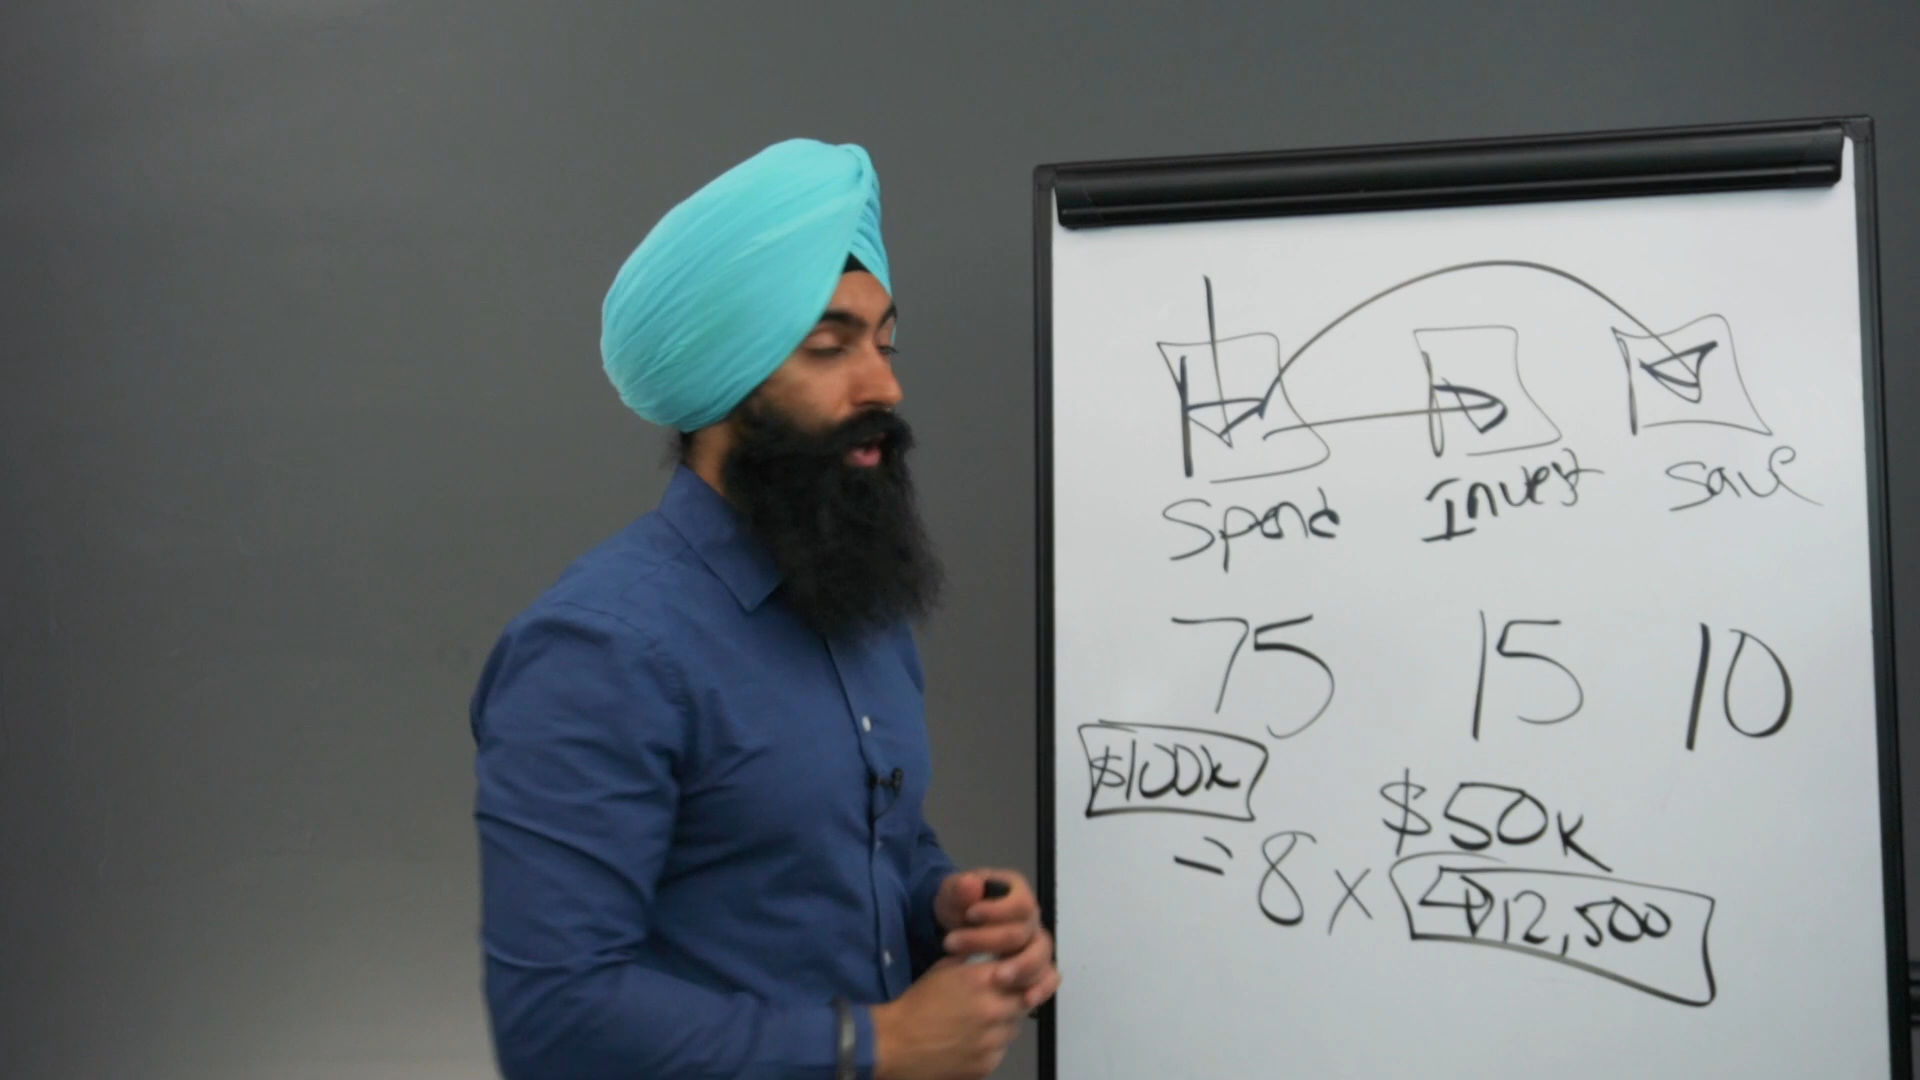 Spend Invest Save
75 15 10
$100k
$50k
= 8 x $12,500